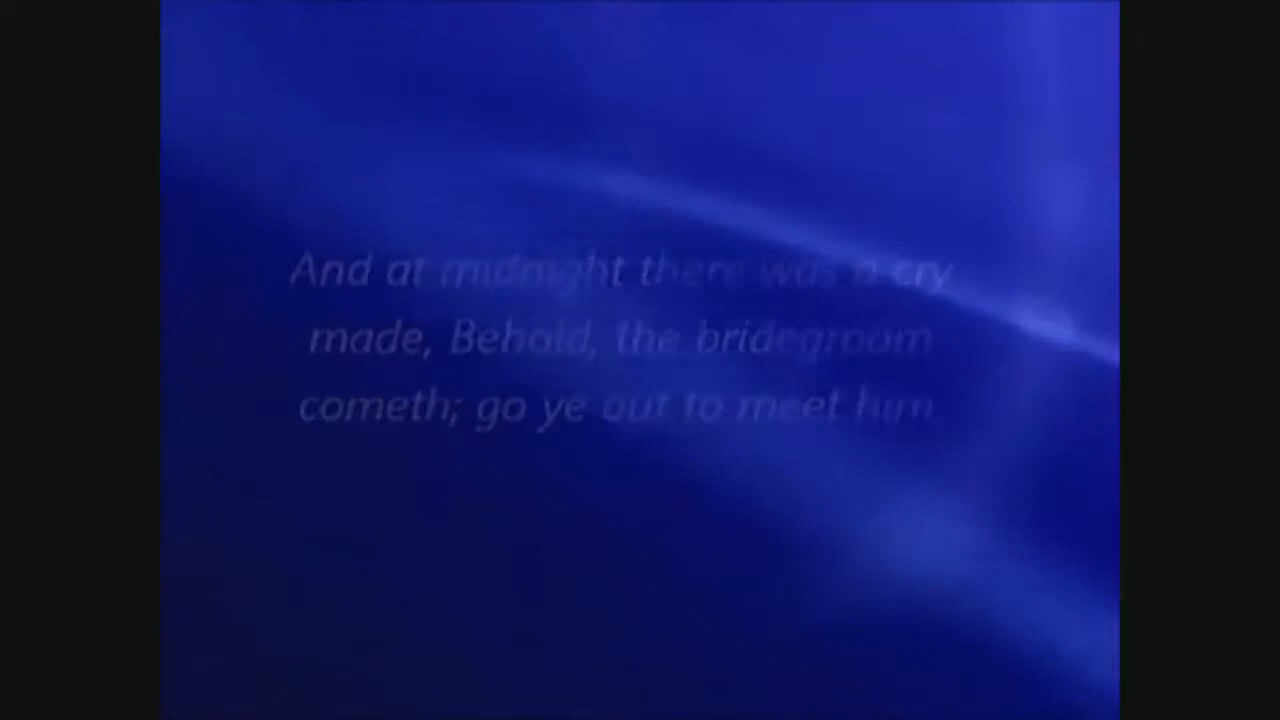 And at midnight there was a cry
made, Behold, the bridegroom
cometh; go ye out to meet him.